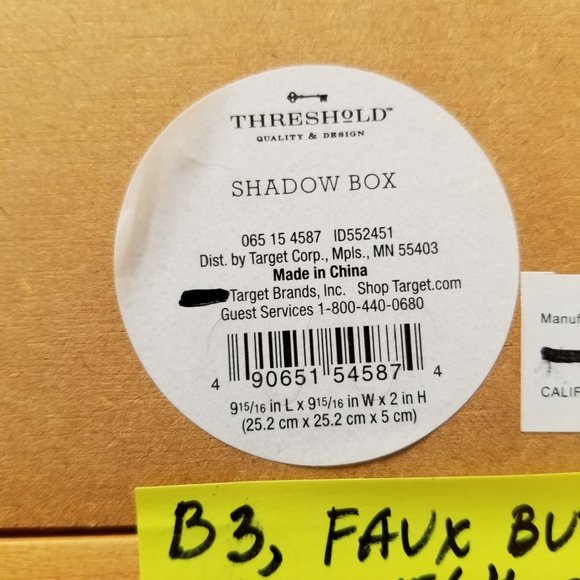 THRESHOLD™
QUALITY & DESIGN
SHADOW BOX
065 15 4587 ID552451
Dist. by Target Corp., Mpls., MN 55403
Made in China
Target Brands, Inc. Shop Target.com
Guest Services 1-800-440-0680
4 90651 54587 4
9 15/16 in L x 9 15/16 in W x 2 in H
(25.2 cm x 25.2 cm x 5 cm)
Manuf
CALIF
B3, FAUX BU